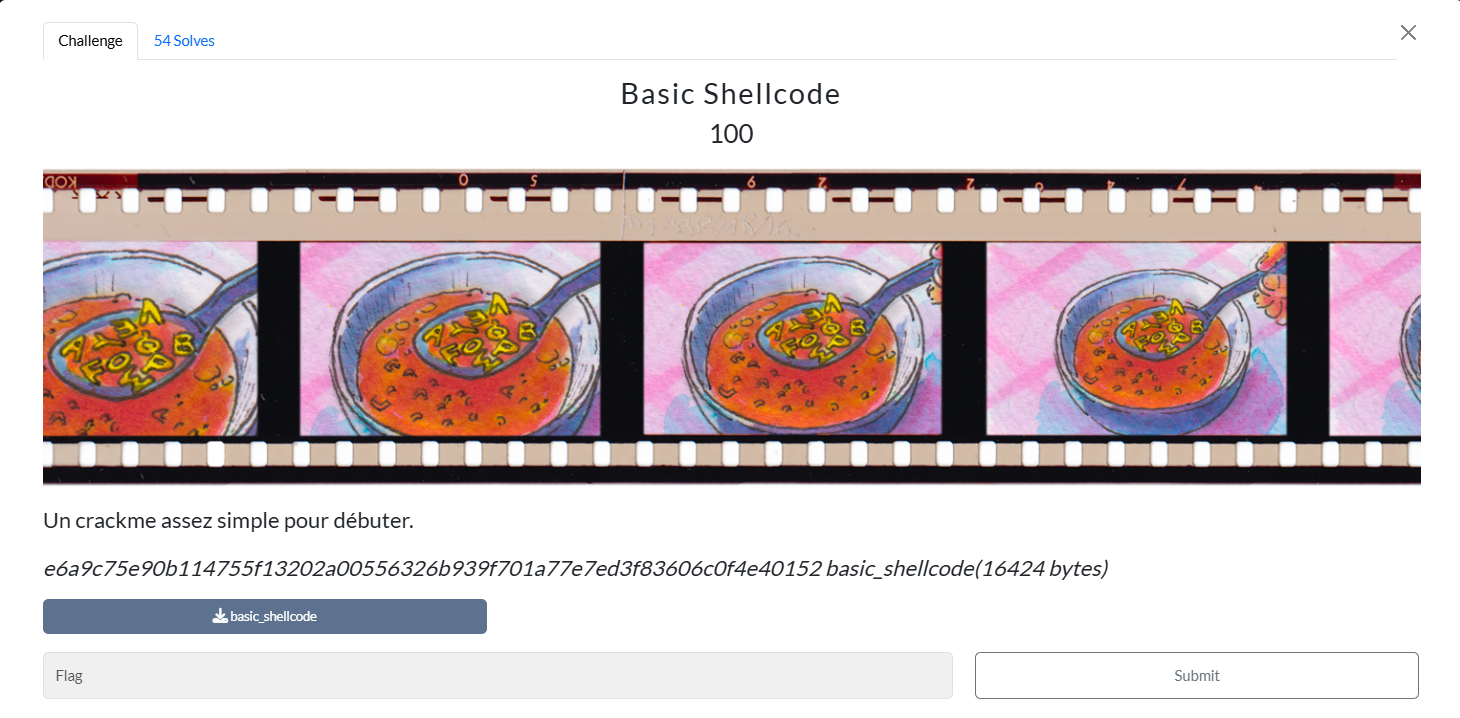 Challenge
54 Solves
Basic Shellcode
100
Un crackme assez simple pour débuter.
e6a9c75e90b114755f13202a00556326b939f701a77e7ed3f83606c0f4e40152 basic_shellcode(16424 bytes)
basic_shellcode
Flag
Submit